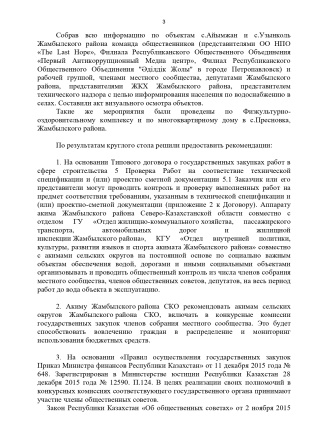 3
Собрав всю информацию по объектам с.Айымжан и с.Узынколь
Жамбылского района команда общественников (представителями ОО НПО
«The Last Hope», Филиала Республиканского Общественного Объединения
«Первый Антикоррупционный Медиа центр», Филиал Республиканского
Общественного Объединения "Әділдік Жолы" в городе Петропавловск) и
рабочей группой, членами местного сообщества, депутатами Жамбылского
района, представителями ЖКХ Жамбылского района, представителем
технического надзора с целью информирования населения по водоснабжению в
селах. Составили акт визуального осмотра объектов.
Такие же мероприятия были проведены по Физкультурно-
оздоровительному комплексу и по многоквартирному дому в с.Пресновка,
Жамбылского района.
По результатам круглого стола решили предоставить рекомендации:
1. На основании Типового договора о государственных закупках работ в
сфере строительства 5 Проверка Работ на соответствие технической
спецификации и (или) проектно сметной документации 5.1 Заказчик или его
представители могут проводить контроль и проверку выполненных работ на
предмет соответствия требованиям, указанным в технической спецификации и
(или) проектно-сметной документации (приложение 2 к Договору). Аппарату
акима Жамбылского района Северо-Казахстанской области совместно с
отделом ГУ «Отдел жилищно-коммунального хозяйства, пассажирского
транспорта, автомобильных дорог и жилищной
инспекции Жамбылского района», КГУ «Отдел внутренней политики,
культуры, развития языков и спорта акимата Жамбылского района» совместно
с акимами сельских округов на постоянной основе по социально важным
объектам обеспечения водой, дорогами и иными социальными объектами
организовывать и проводить общественный контроль из числа членов собрания
местного сообщества, членов общественных советов, депутатов, на весь период
работ до ввода объекта в эксплуатацию.
2. Акиму Жамбылского района СКО рекомендовать акимам сельских
округов Жамбылского района СКО, включать в конкурсные комиссии
государственных закупок членов собрания местного сообщества. Это будет
способствовать вовлечению граждан в распределение и мониторинг
использования бюджетных средств.
3. На основании «Правил осуществления государственных закупок
Приказ Министра финансов Республики Казахстан» от 11 декабря 2015 года №
648. Зарегистрирован в Министерстве юстиции Республики Казахстан 28
декабря 2015 года № 12590. П.124. В целях реализации своих полномочий в
конкурсных комиссиях соответствующего государственного органа принимают
участие члены общественных советов.
Закон Республики Казахстан «Об общественных советах» от 2 ноября 2015